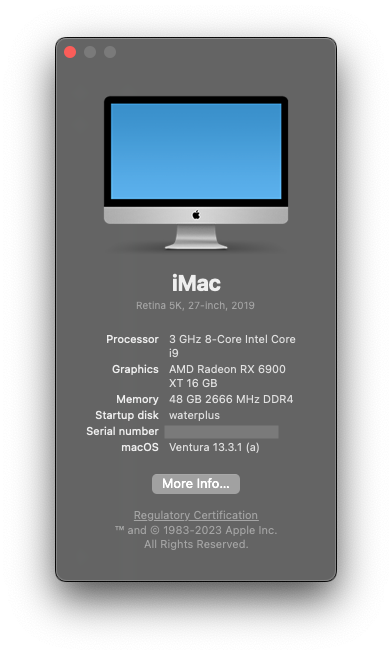 iMac
Retina 5K, 27-inch, 2019
Processor 3 GHz 8-Core Intel Core
i9
Graphics AMD Radeon RX 6900
XT 16 GB
Memory 48 GB 2666 MHz DDR4
Startup disk waterplus
Serial number
macOS Ventura 13.3.1 (a)
More Info...
Regulatory Certification
™ and © 1983-2023 Apple Inc.
All Rights Reserved.